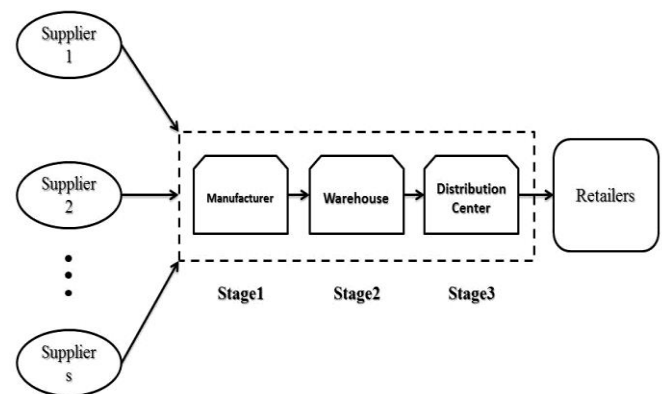 Supplier
1
Supplier
2
Supplier
s
Manufacturer
Warehouse
Distribution
Center
Retailers
Stage1
Stage2
Stage3